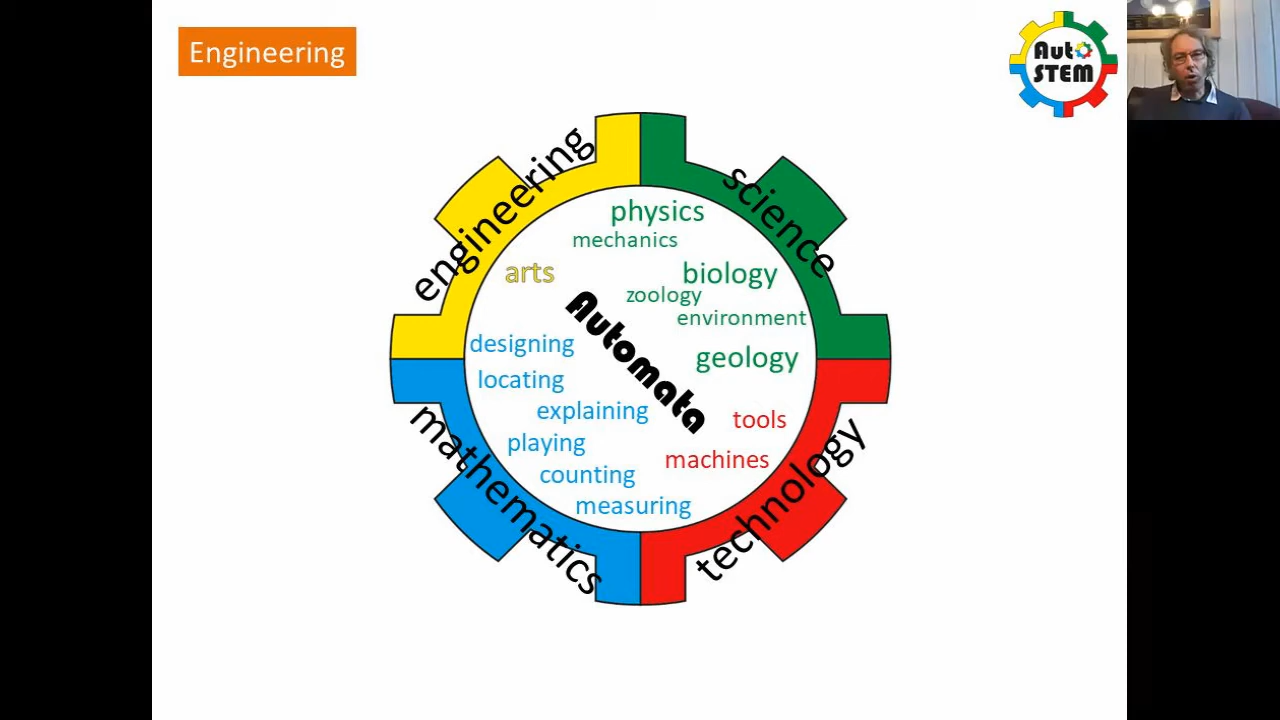 Engineering
Aut
STEM
engineering
science
physics
mechanics
arts
biology
zoology
environment
Automata
designing
geology
locating
explaining
tools
playing
machines
counting
measuring
mathematics
technology